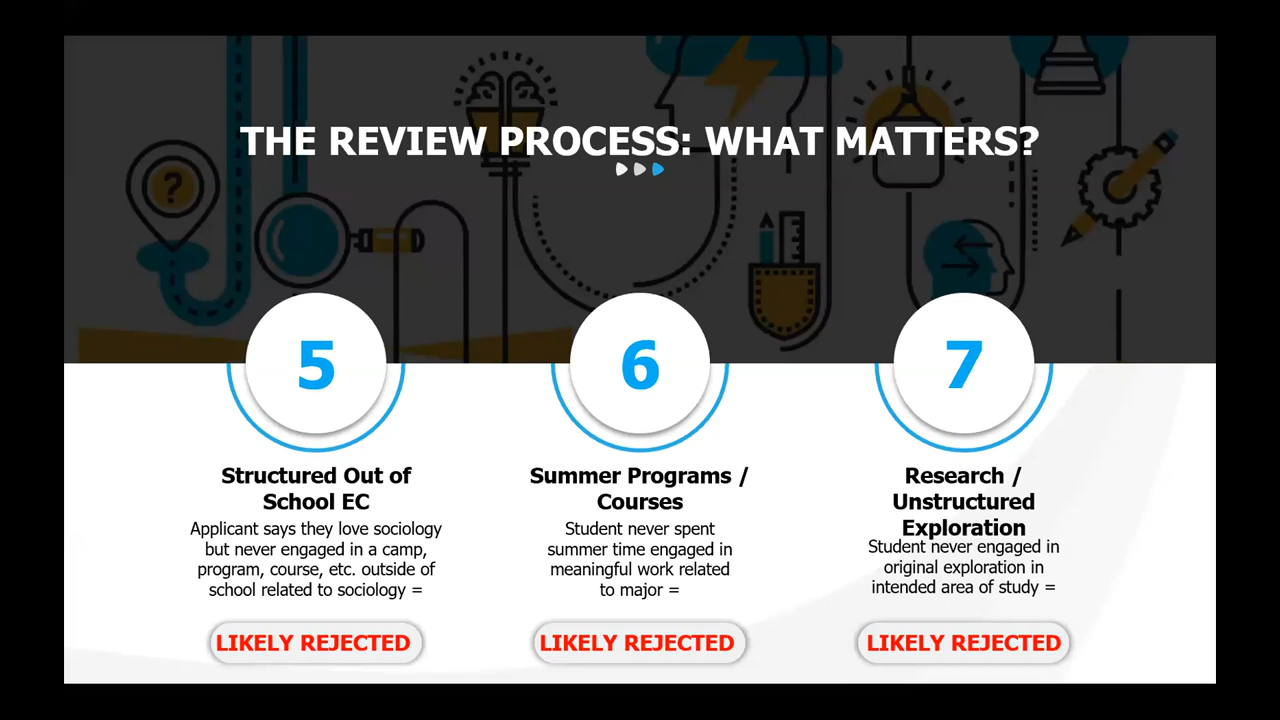 THE REVIEW PROCESS: WHAT MATTERS?
?
5
Structured Out of
School EC
Applicant says they love sociology
but never engaged in a camp,
program, course, etc. outside of
school related to sociology =
LIKELY REJECTED
6
Summer Programs /
Courses
Student never spent
summer time engaged in
meaningful work related
to major =
LIKELY REJECTED
7
Research /
Unstructured
Exploration
Student never engaged in
original exploration in
intended area of study =
LIKELY REJECTED